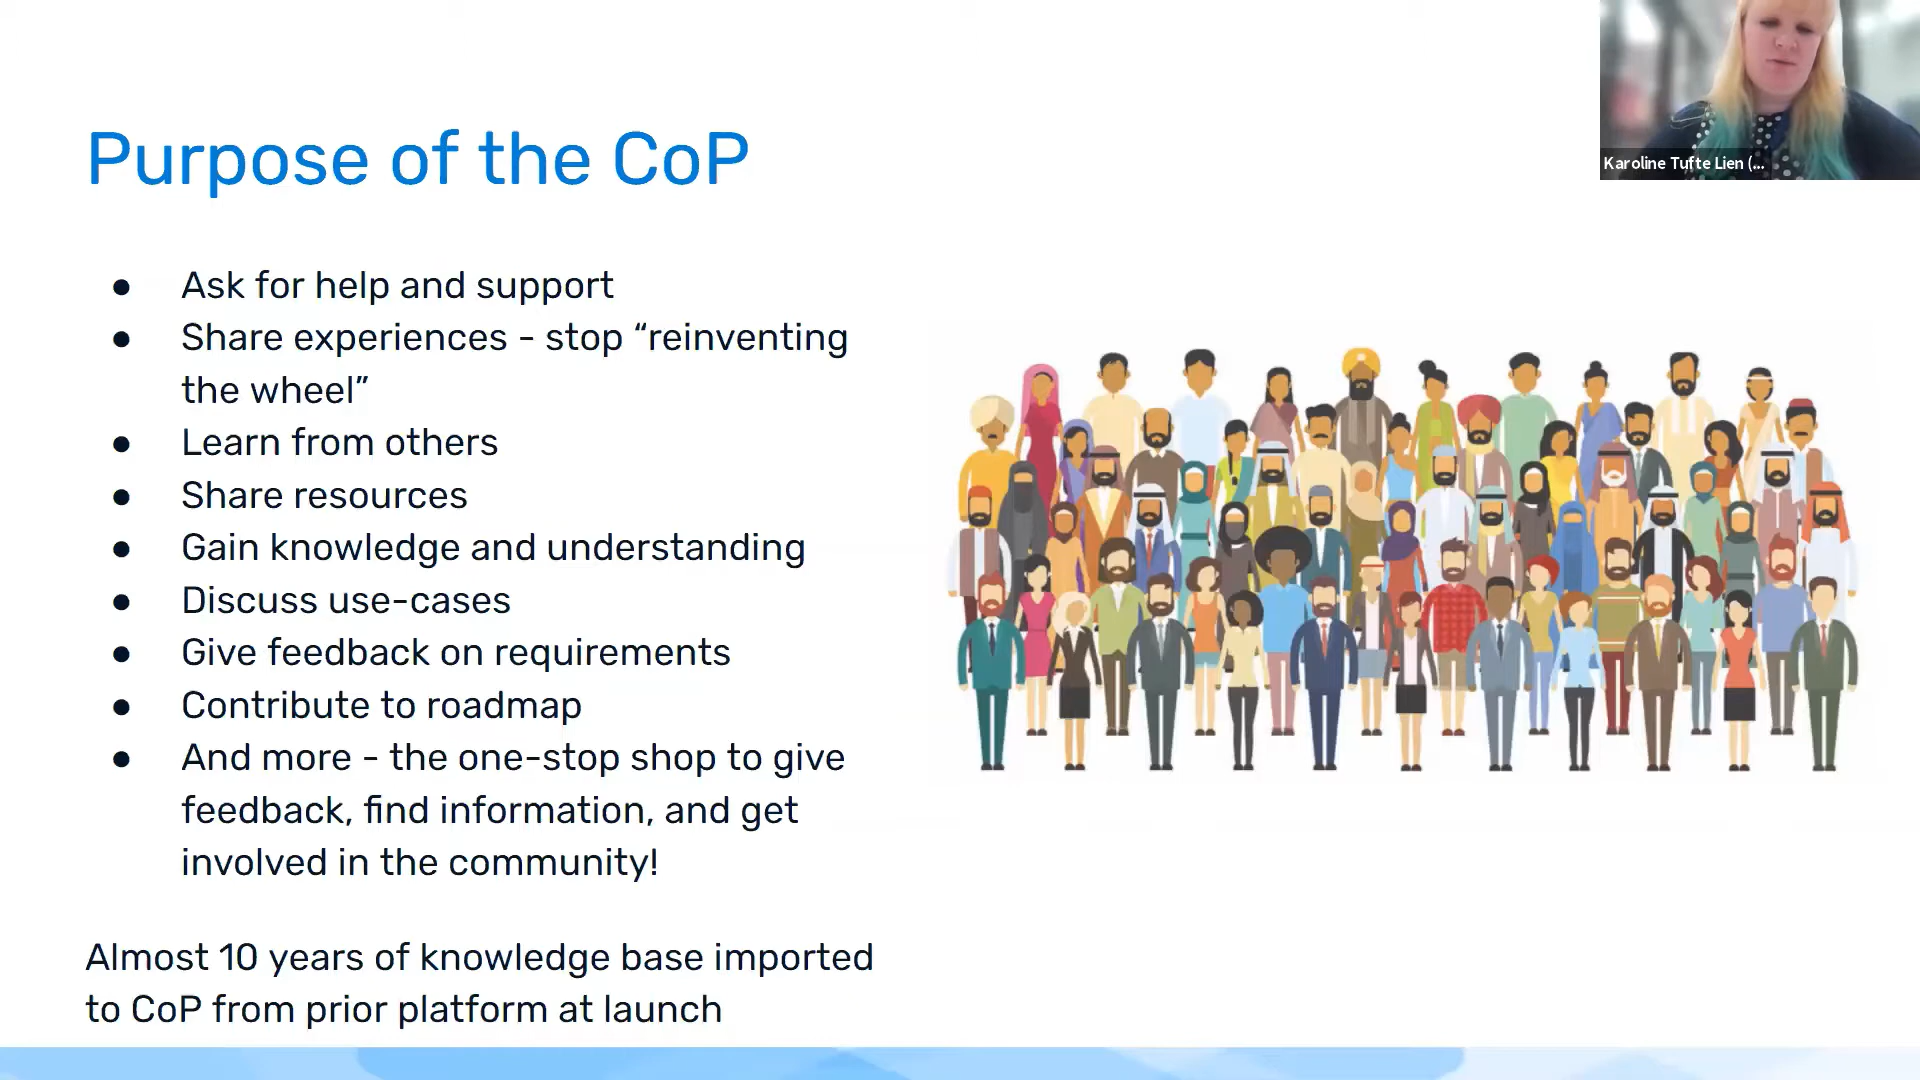 Karoline Tufte Lien (...
Purpose of the CoP
● Ask for help and support
● Share experiences - stop “reinventing
the wheel”
● Learn from others
● Share resources
● Gain knowledge and understanding
● Discuss use-cases
● Give feedback on requirements
● Contribute to roadmap
● And more - the one-stop shop to give
feedback, find information, and get
involved in the community!
Almost 10 years of knowledge base imported
to CoP from prior platform at launch